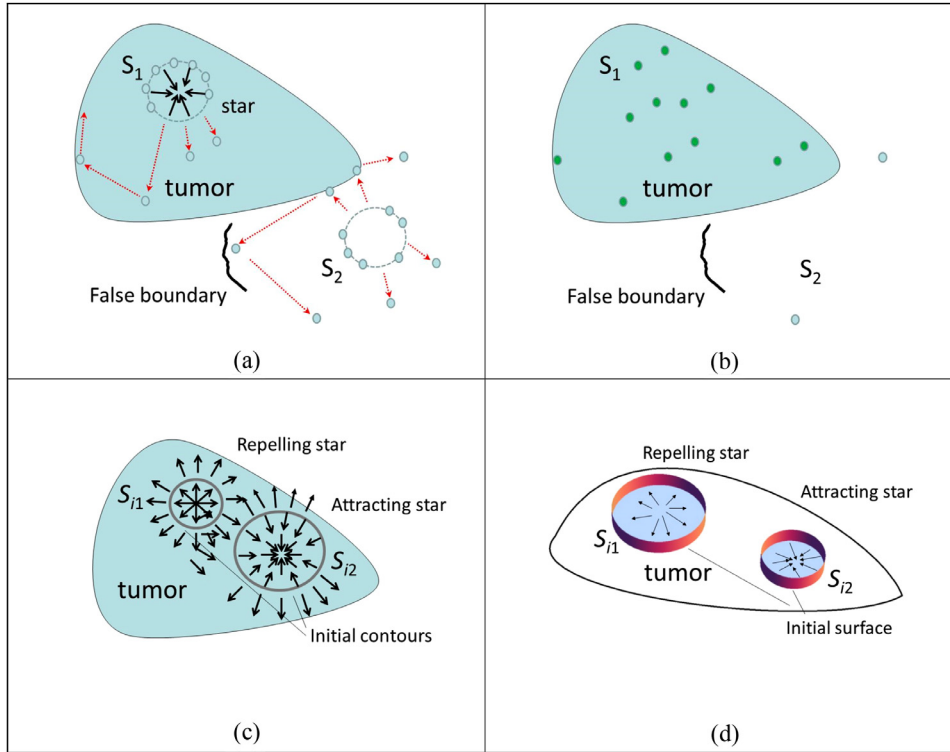 S1
star
tumor
S2
False boundary
(a)
S1
tumor
S2
False boundary
(b)
Repelling star
Si1
Attracting star
Si2
tumor
Initial contours
(c)
Repelling star
Attracting star
Si1
tumor
Si2
Initial surface
(d)